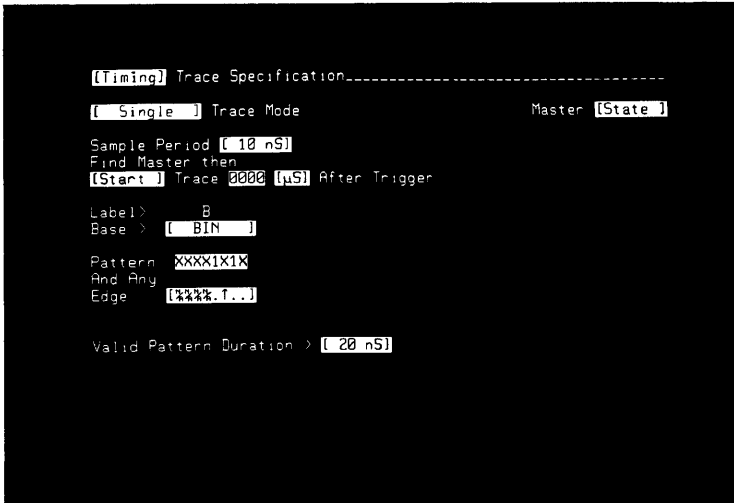 [Timing] Trace Specification____________________________________
[ Single ] Trace Mode Master [State ]
Sample Period [ 10 nS]
Find Master then
[Start ] Trace 0000 [µS] After Trigger
Label> B
Base > [ BIN ]
Pattern XXXX1X1X
And Any
Edge [****.↑..]
Valid Pattern Duration > [ 20 nS]